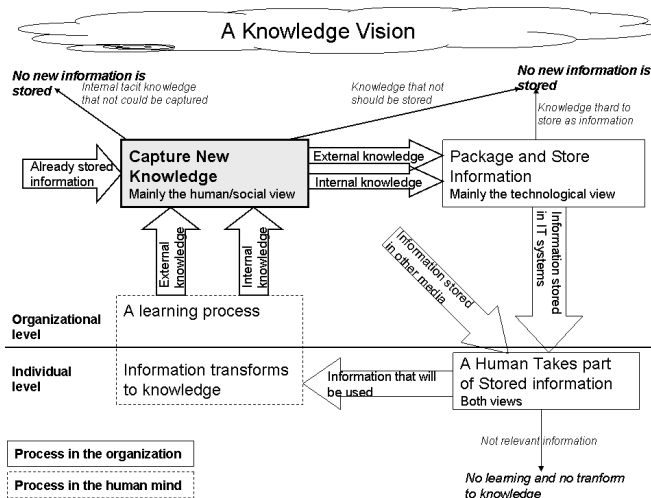 A Knowledge Vision
No new information is
stored
Internal tacit knowledge
that not could be captured
Knowledge that not
should be stored
No new information is
stored
Knowledge thard to
store as information
Already stored
information
Capture New
Knowledge
Mainly the human/social view
External knowledge
Internal knowledge
Package and Store
Information
Mainly the technological view
External
knowledge
Internal
knowledge
Information stored
in other media
Information stored
in IT systems
Organizational
level
A learning process
Individual
level
Information transforms
to knowledge
Information that will
be used
A Human Takes part
of Stored information
Both views
Not relevant information
No learning and no tranform
to knowledge
Process in the organization
Process in the human mind